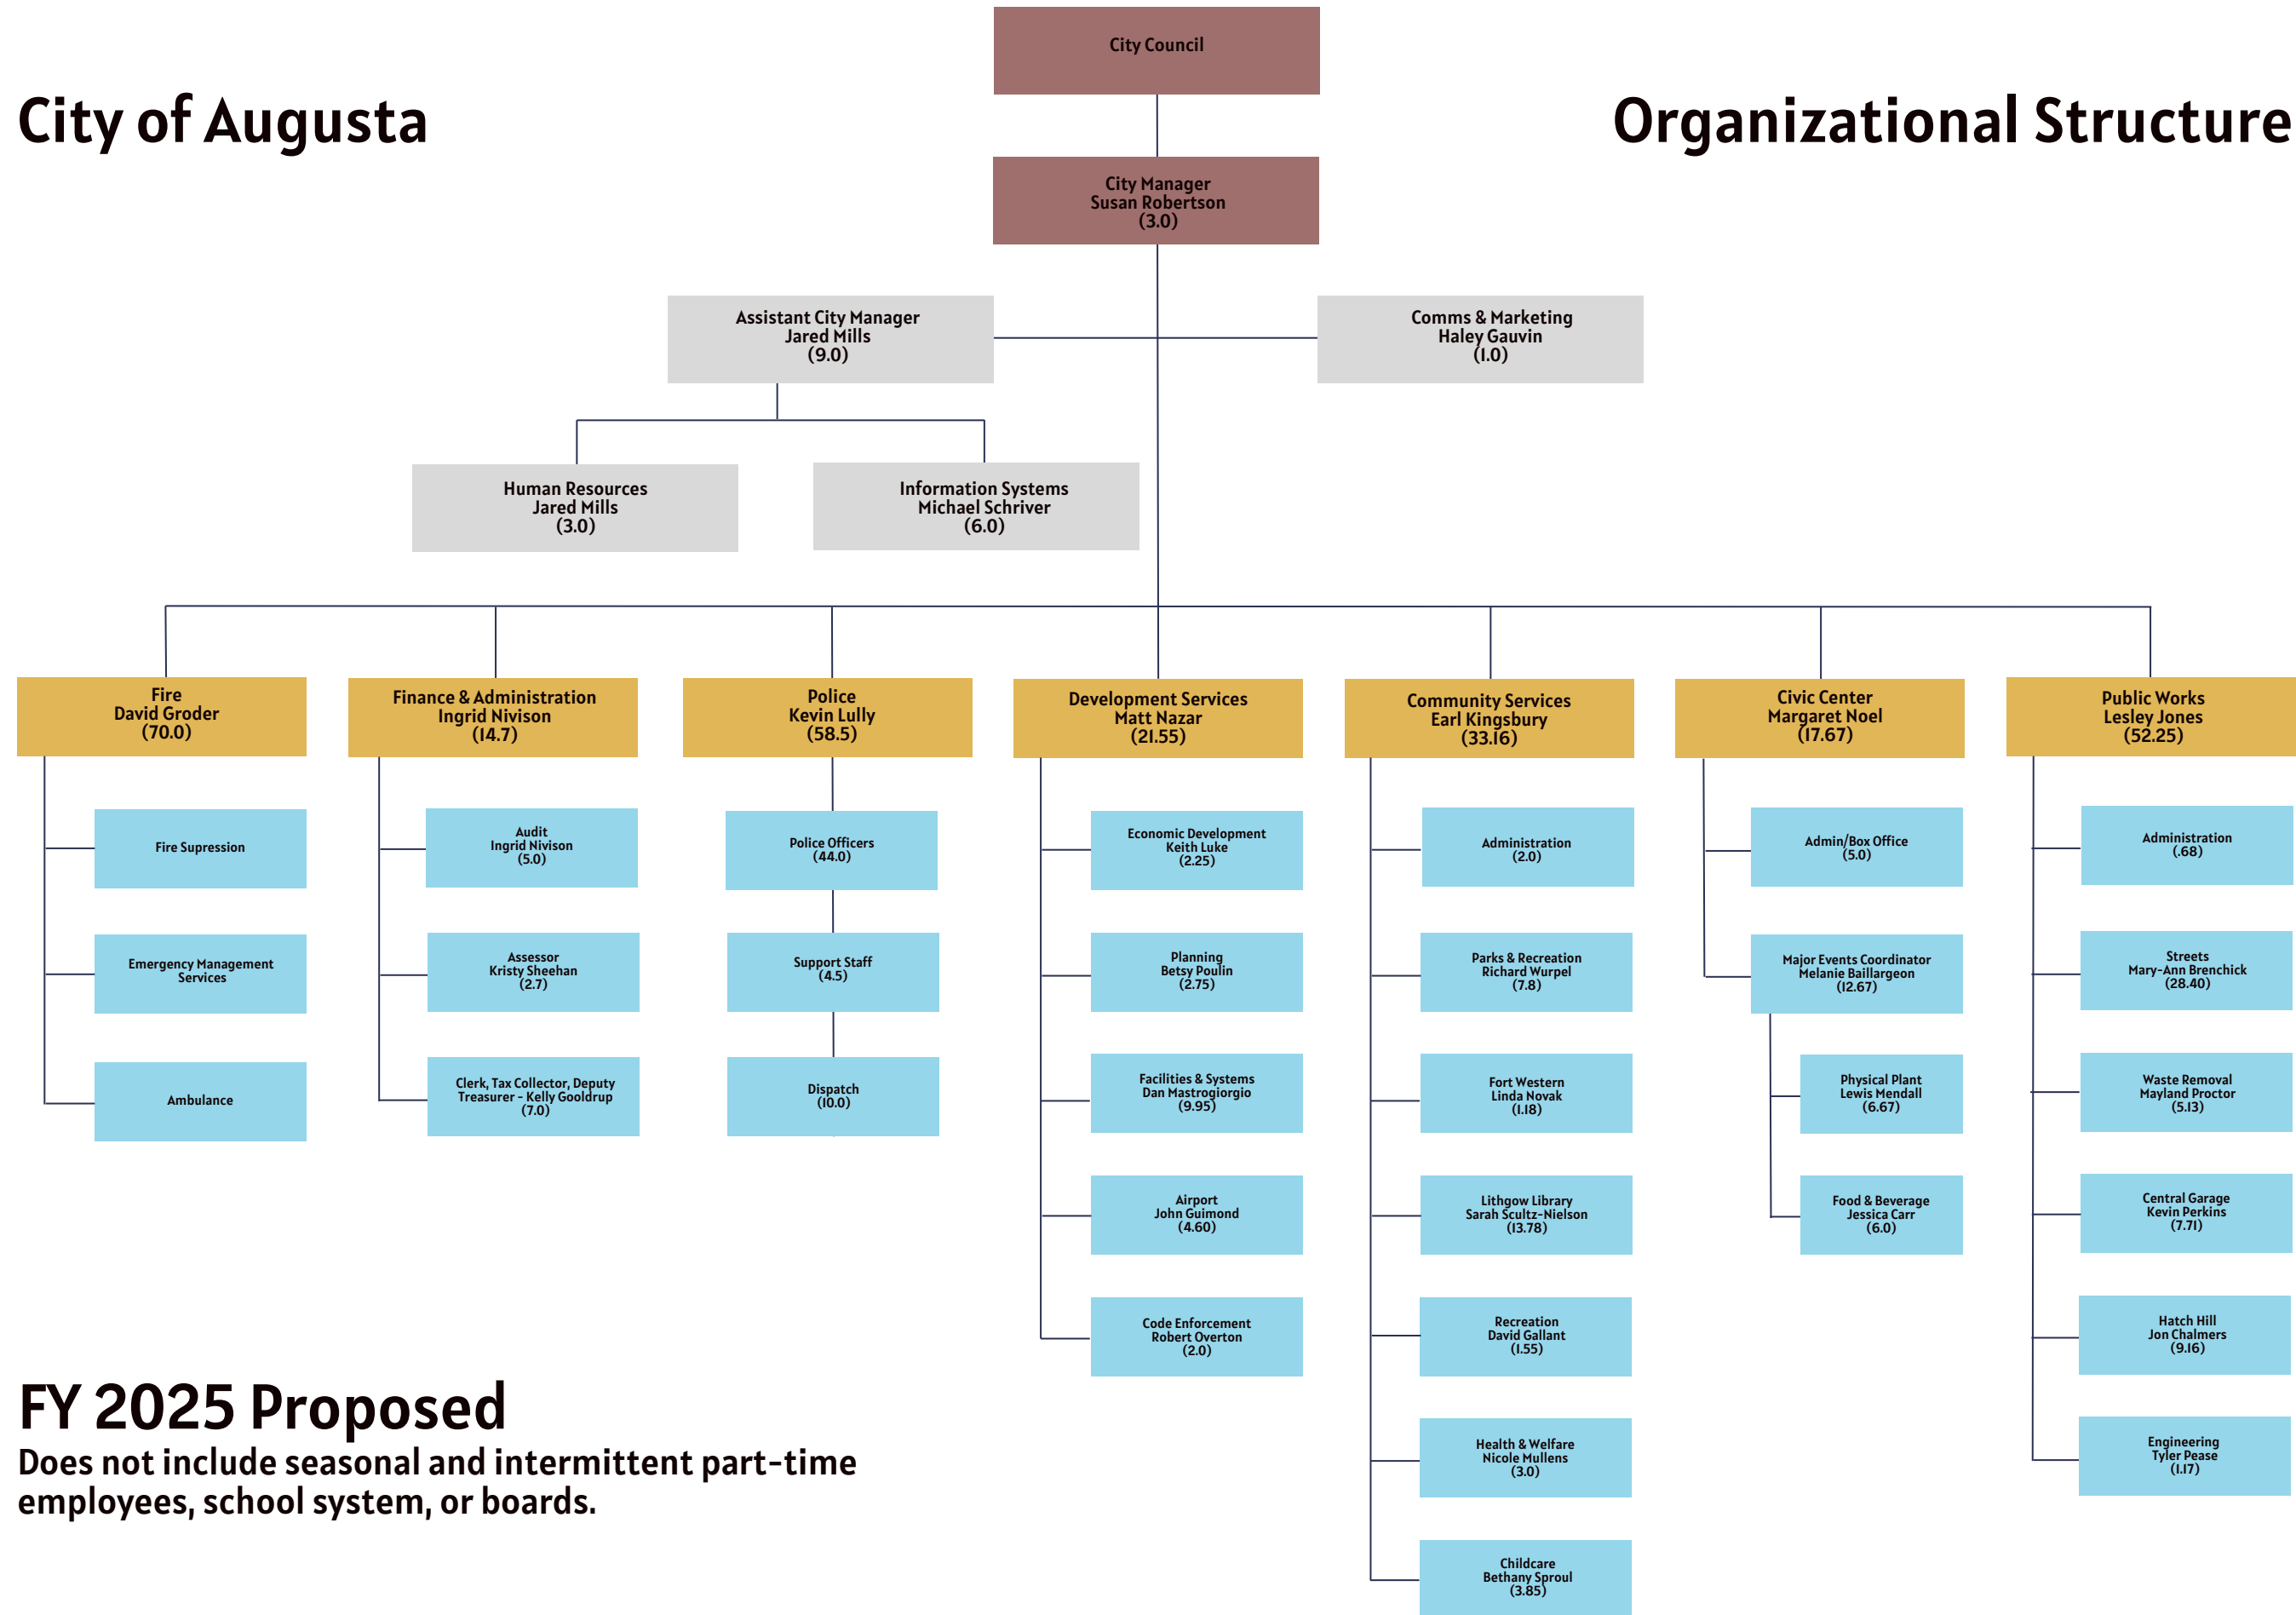 City Council
City of Augusta
Organizational Structure
City Manager
Susan Robertson
(3.0)
Assistant City Manager
Jared Mills
(9.0)
Comms & Marketing
Haley Gauvin
(1.0)
Human Resources
Jared Mills
(3.0)
Information Systems
Michael Schriver
(6.0)
Fire
David Groder
(70.0)
Finance & Administration
Ingrid Nivison
(14.7)
Police
Kevin Lully
(58.5)
Development Services
Matt Nazar
(21.55)
Community Services
Earl Kingsbury
(33.16)
Civic Center
Margaret Noel
(17.67)
Public Works
Lesley Jones
(52.25)
Fire Supression
Emergency Management
Services
Ambulance
Audit
Ingrid Nivison
(5.0)
Assessor
Kristy Sheehan
(2.7)
Clerk, Tax Collector, Deputy
Treasurer - Kelly Gooldrup
(7.0)
Police Officers
(44.0)
Support Staff
(4.5)
Dispatch
(10.0)
Economic Development
Keith Luke
(2.25)
Planning
Betsy Poulin
(2.75)
Facilities & Systems
Dan Mastrogiorgio
(9.95)
Airport
John Guimond
(4.60)
Code Enforcement
Robert Overton
(2.0)
Administration
(2.0)
Parks & Recreation
Richard Wurpel
(7.8)
Fort Western
Linda Novak
(1.18)
Lithgow Library
Sarah Scultz-Nielson
(13.78)
Recreation
David Gallant
(1.55)
Health & Welfare
Nicole Mullens
(3.0)
Childcare
Bethany Sproul
(3.85)
Admin/Box Office
(5.0)
Major Events Coordinator
Melanie Baillargeon
(12.67)
Physical Plant
Lewis Mendall
(6.67)
Food & Beverage
Jessica Carr
(6.0)
Administration
(.68)
Streets
Mary-Ann Brenchick
(28.40)
Waste Removal
Mayland Proctor
(5.13)
Central Garage
Kevin Perkins
(7.71)
Hatch Hill
Jon Chalmers
(9.16)
Engineering
Tyler Pease
(1.17)
FY 2025 Proposed
Does not include seasonal and intermittent part-time
employees, school system, or boards.